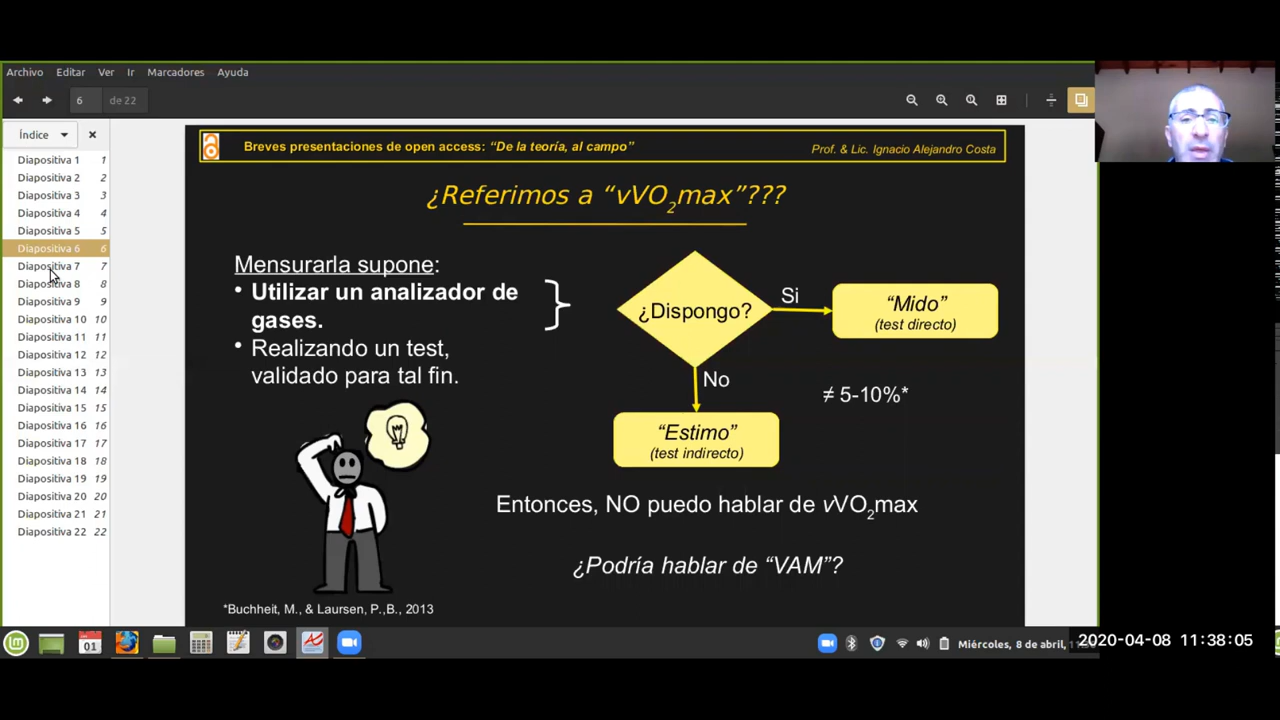 Archivo Editar Ver Ir Marcadores Ayuda
6 de 22
Índice
Diapositiva 1 1
Diapositiva 2 2
Diapositiva 3 3
Diapositiva 4 4
Diapositiva 5 5
Diapositiva 6 6
Diapositiva 7 7
Diapositiva 8 8
Diapositiva 9 9
Diapositiva 10 10
Diapositiva 11 11
Diapositiva 12 12
Diapositiva 13 13
Diapositiva 14 14
Diapositiva 15 15
Diapositiva 16 16
Diapositiva 17 17
Diapositiva 18 18
Diapositiva 19 19
Diapositiva 20 20
Diapositiva 21 21
Diapositiva 22 22
Breves presentaciones de open access: “De la teoría, al campo”
Prof. & Lic. Ignacio Alejandro Costa
¿Referimos a “vVO₂max”???
Mensurarla supone:
• Utilizar un analizador de
gases.
• Realizando un test,
validado para tal fin.
¿Dispongo?
Si
“Mido”
(test directo)
No
≠ 5-10%*
“Estimo”
(test indirecto)
Entonces, NO puedo hablar de vVO₂max
¿Podría hablar de “VAM”?
*Buchheit, M., & Laursen, P.,B., 2013
01
Miércoles, 8 de abril,
2020-04-08 11:38:05